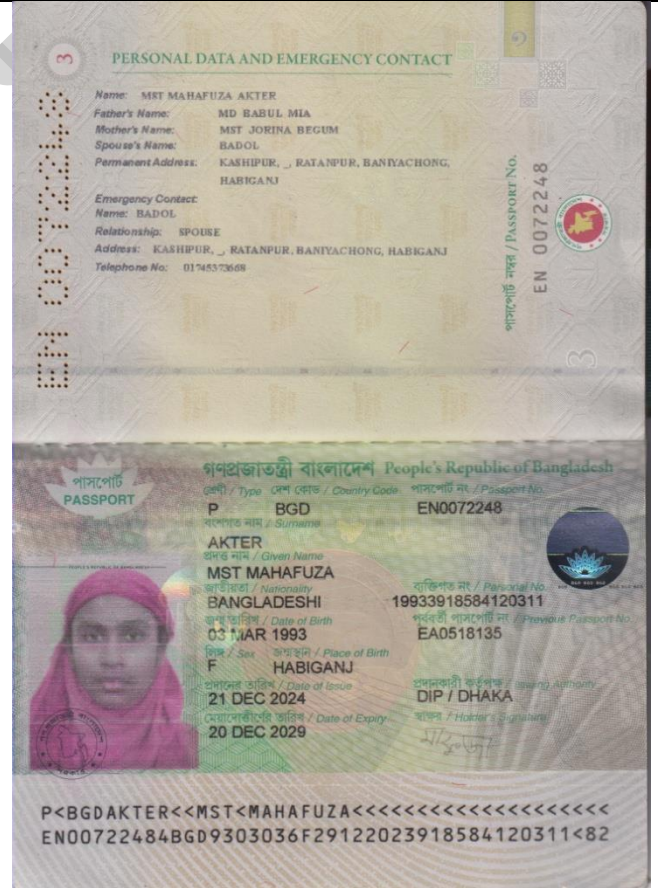 3
PERSONAL DATA AND EMERGENCY CONTACT
Name: MST MAHAFUZA AKTER
Father's Name: MD BABUL MIA
Mother's Name: MST JORINA BEGUM
Spouse's Name: BADOL
Permanent Address: KASHIPUR, _, RATANPUR, BANIYACHONG,
HABIGANJ
Emergency Contact:
Name: BADOL
Relationship: SPOUSE
Address: KASHIPUR, _, RATANPUR, BANIYACHONG, HABIGANJ
Telephone No: 01745373668
EN 0072248
পাসপোর্ট নম্বর / PASSPORT No.
EN 0072248
3
পাসপোর্ট
PASSPORT
গণপ্রজাতন্ত্রী বাংলাদেশ People's Republic of Bangladesh
শ্রেণী / Type দেশ কোড / Country Code পাসপোর্ট নং / Passport No.
P BGD EN0072248
বংশগত নাম / Surname
AKTER
প্রদত্ত নাম / Given Name
MST MAHAFUZA
জাতীয়তা / Nationality ব্যক্তিগত নং / Personal No.
BANGLADESHI 19933918584120311
জন্ম তারিখ / Date of Birth পূর্ববর্তী পাসপোর্ট নং / Previous Passport No.
03 MAR 1993 EA0518135
লিঙ্গ / Sex জন্মস্থান / Place of Birth
F HABIGANJ
প্রদানের তারিখ / Date of Issue প্রদানকারী কর্তৃপক্ষ / Issuing Authority
21 DEC 2024 DIP / DHAKA
মেয়াদোত্তীর্ণের তারিখ / Date of Expiry স্বাক্ষর / Holder's Signature
20 DEC 2029
P<BGDAKTER<<MST<MAHAFUZA<<<<<<<<<<<<<<<<<<<<
EN00722484BGD9303036F29122023918584120311<82